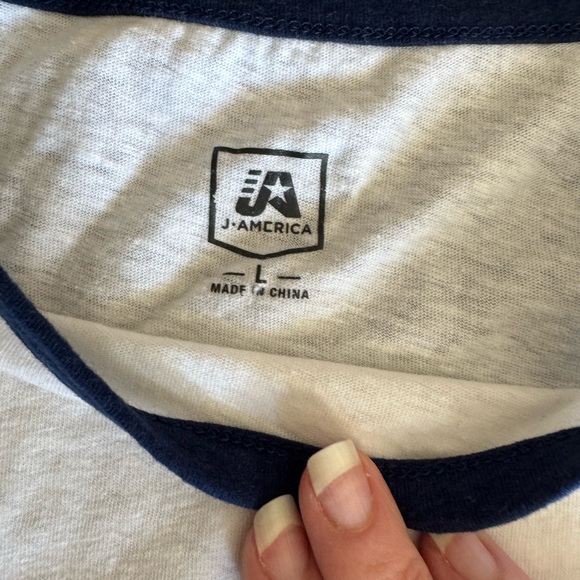 JA
J·AMERICA
— L —
MADE IN CHINA